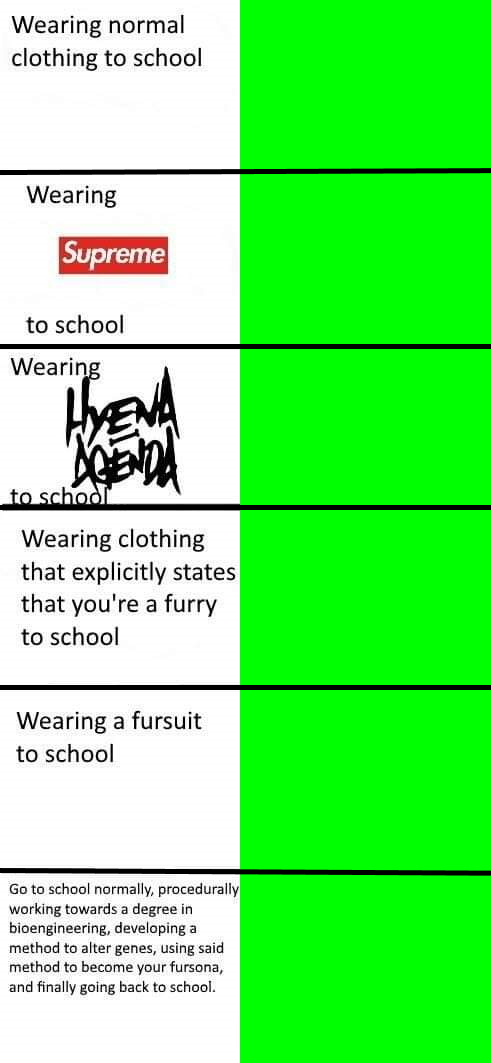 Wearing normal
clothing to school
Wearing
Supreme
to school
Wearing
HYENA
AGENDA
to school
Wearing clothing
that explicitly states
that you're a furry
to school
Wearing a fursuit
to school
Go to school normally, procedurally
working towards a degree in
bioengineering, developing a
method to alter genes, using said
method to become your fursona,
and finally going back to school.